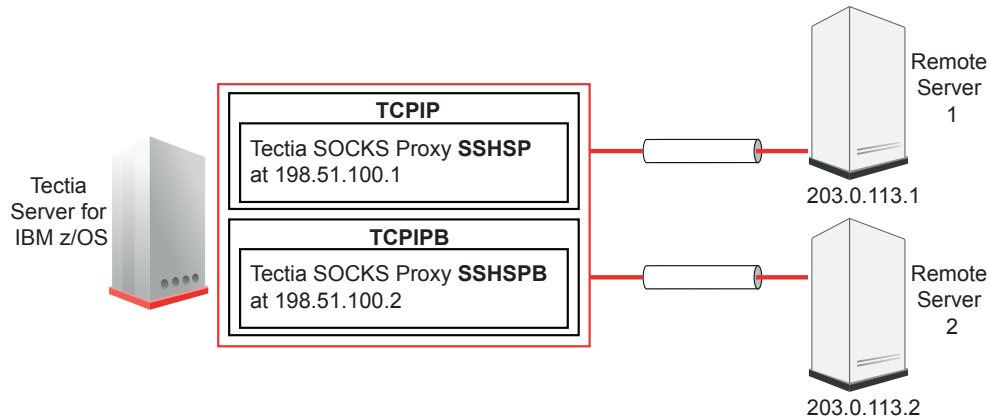 Tectia
Server for
IBM z/OS
TCPIP
Tectia SOCKS Proxy SSHSP
at 198.51.100.1
TCPIPB
Tectia SOCKS Proxy SSHSPB
at 198.51.100.2
Remote
Server
1
203.0.113.1
Remote
Server
2
203.0.113.2